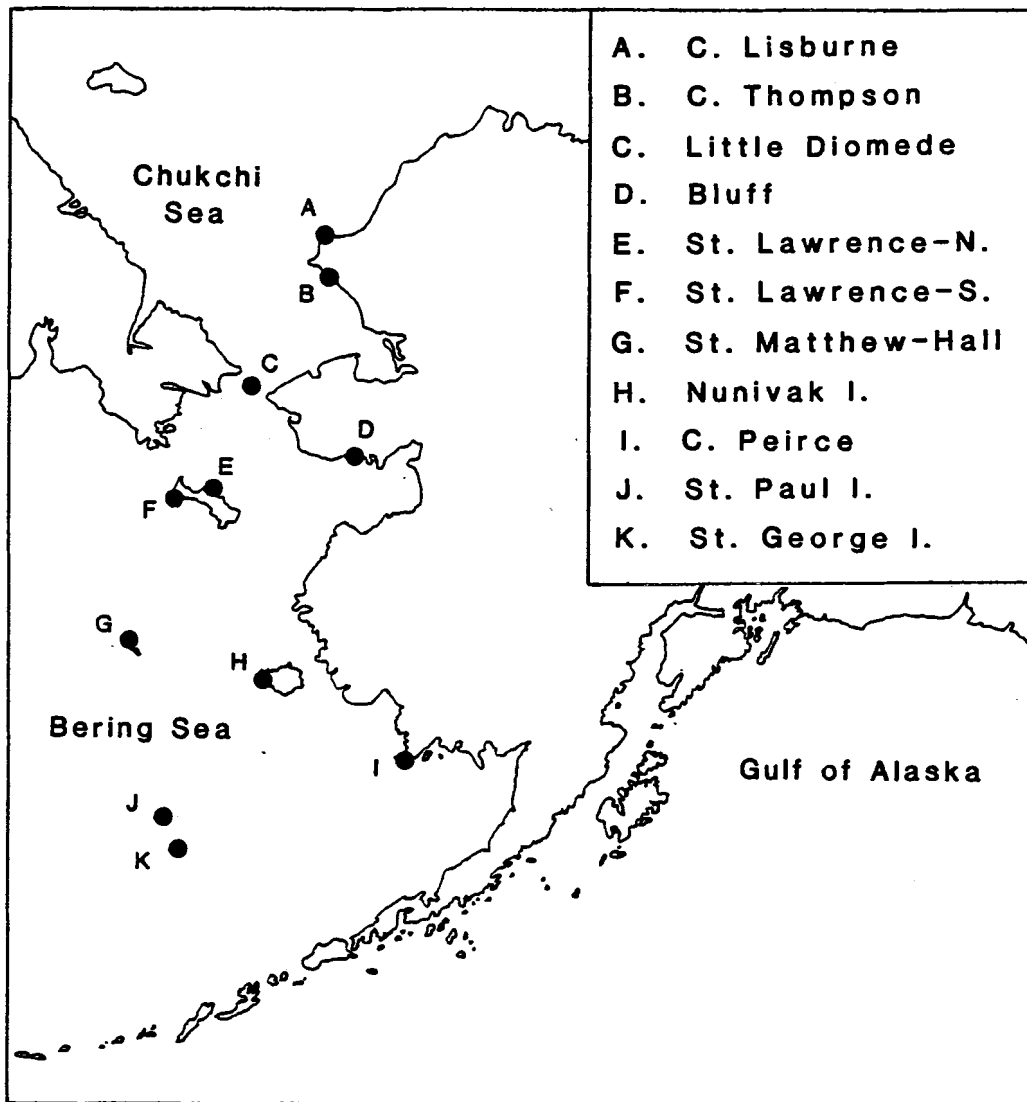 A. C. Lisburne
B. C. Thompson
C. Little Diomede
D. Bluff
E. St. Lawrence-N.
F. St. Lawrence-S.
G. St. Matthew-Hall
H. Nunivak I.
I. C. Peirce
J. St. Paul I.
K. St. George I.
Chukchi
Sea
A
B
C
D
E
F
G
H
Bering Sea
I
Gulf of Alaska
J
K